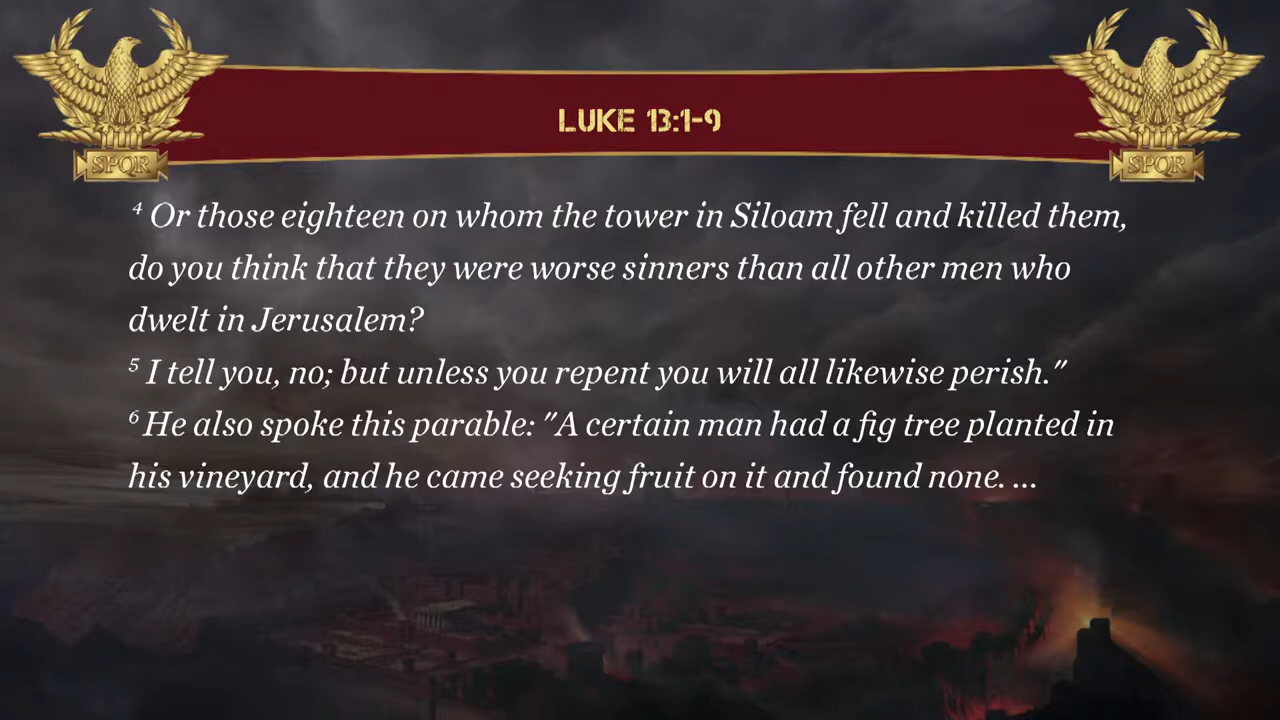 LUKE 13:1-9
SPQR
SPQR
⁴ Or those eighteen on whom the tower in Siloam fell and killed them,
do you think that they were worse sinners than all other men who
dwelt in Jerusalem?
⁵ I tell you, no; but unless you repent you will all likewise perish."
⁶ He also spoke this parable: "A certain man had a fig tree planted in
his vineyard, and he came seeking fruit on it and found none. ...